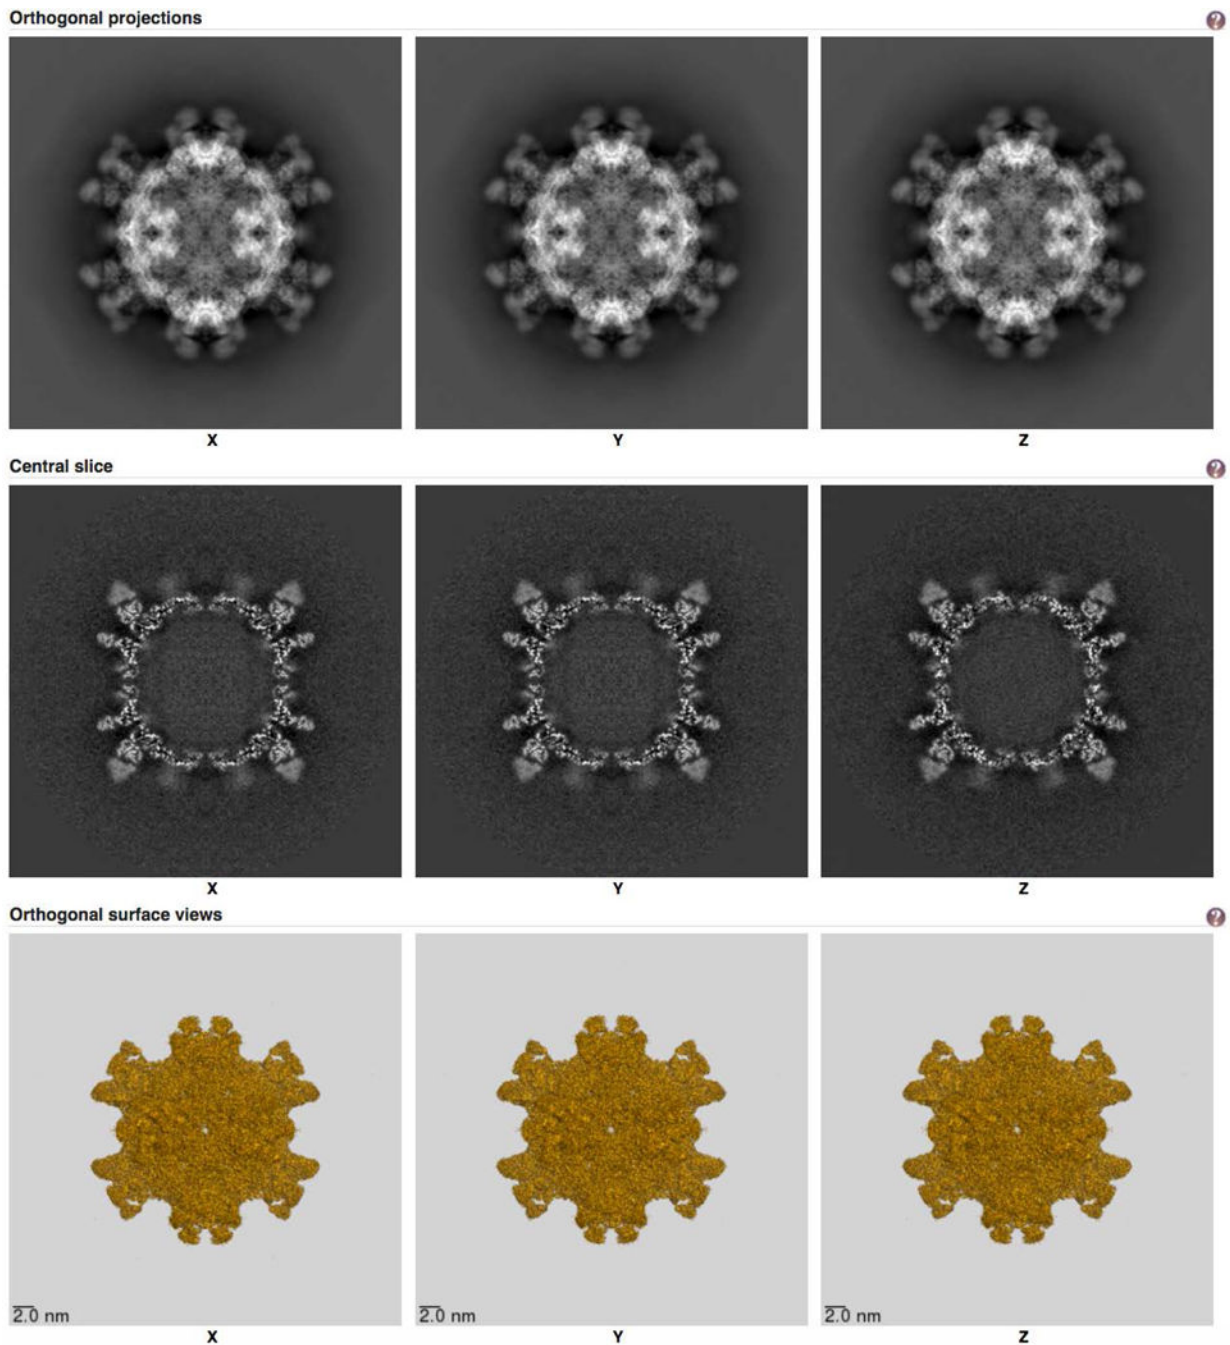 Orthogonal projections
?
X Y Z
Central slice
?
X Y Z
Orthogonal surface views
?
2.0 nm 2.0 nm 2.0 nm
X Y Z